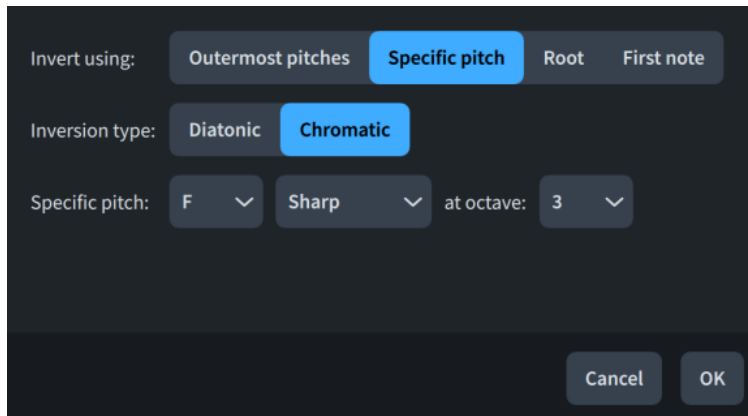 Invert using: Outermost pitches Specific pitch Root First note
Inversion type: Diatonic Chromatic
Specific pitch: F Sharp at octave: 3
Cancel OK